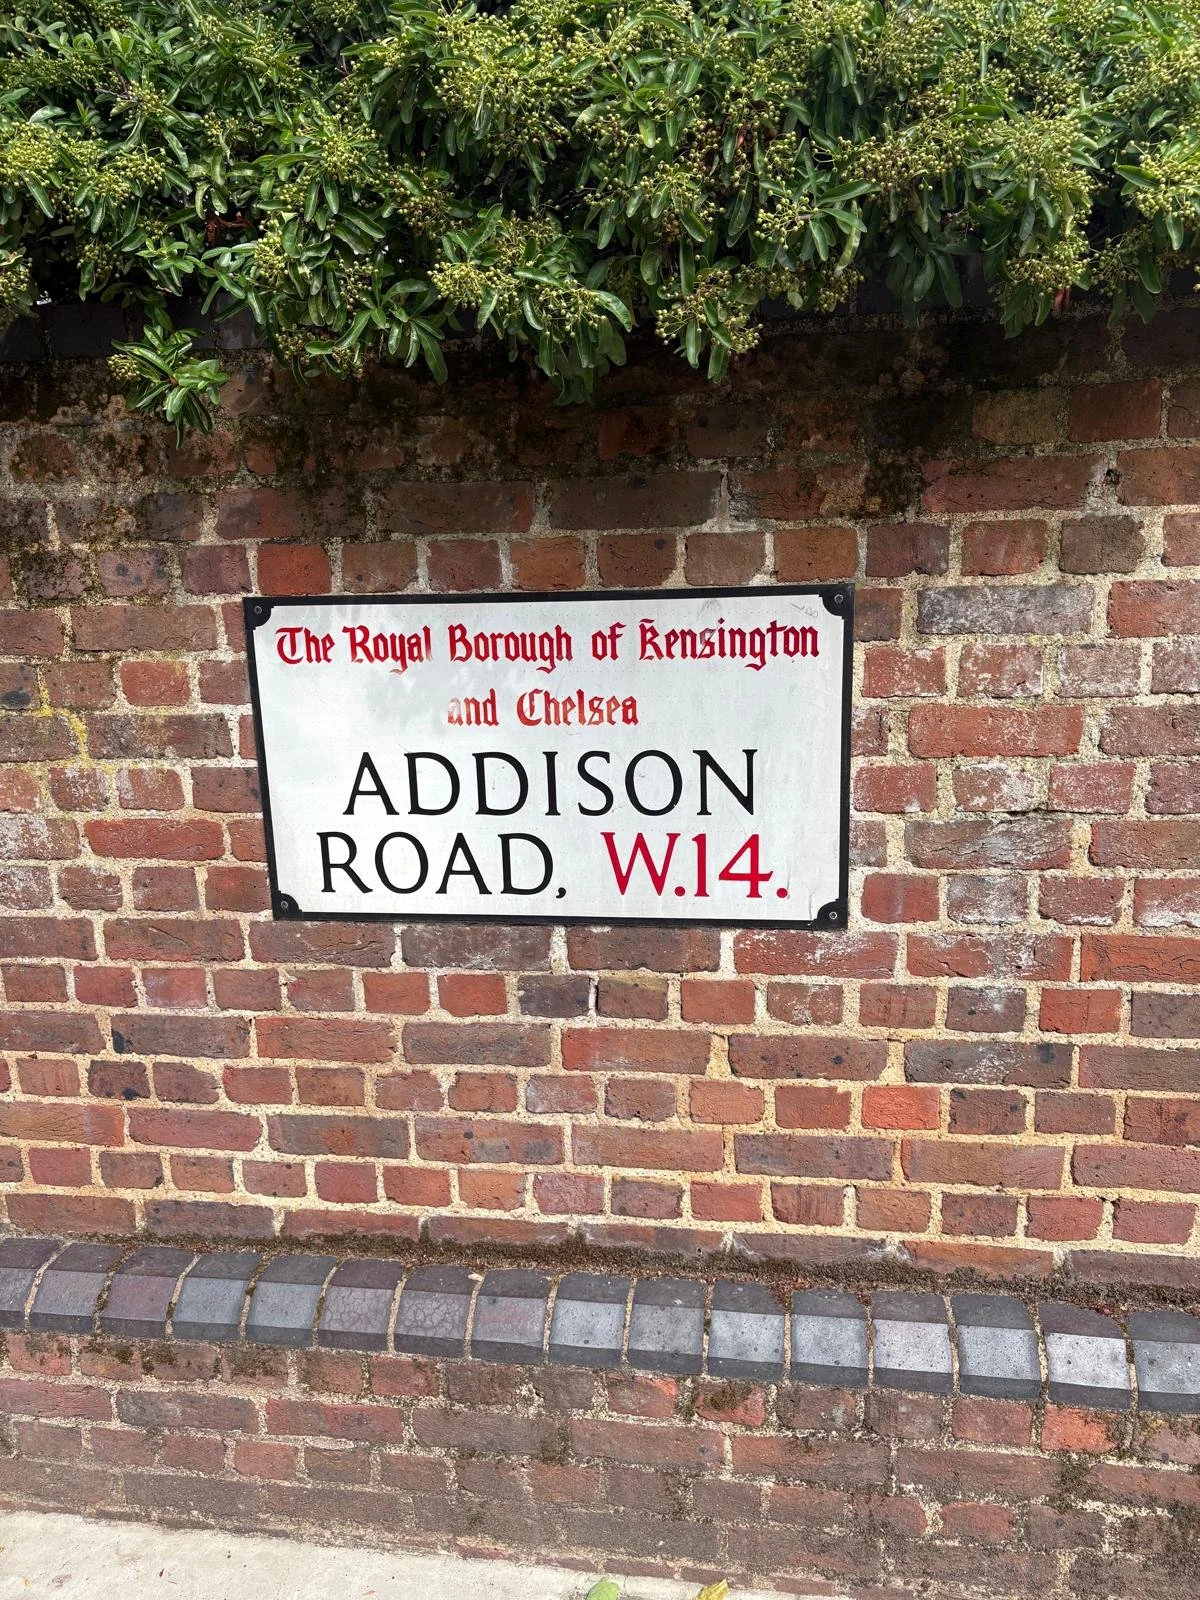 The Royal Borough of Kensington
and Chelsea
ADDISON
ROAD, W.14.